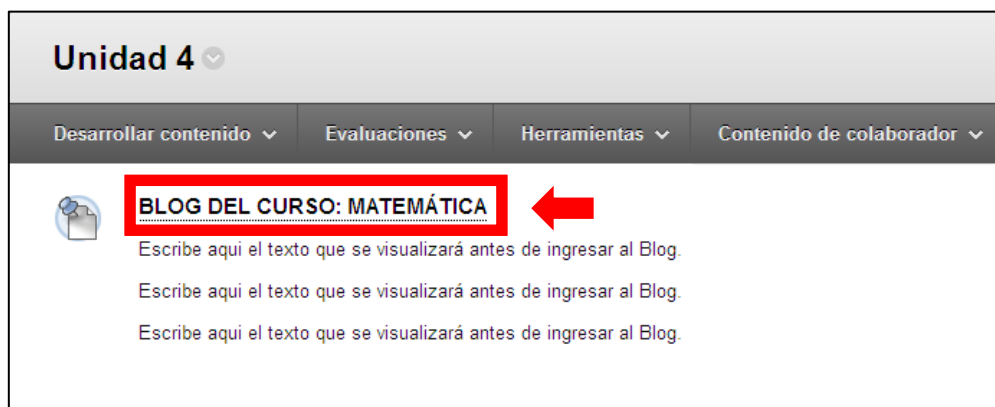 Unidad 4
Desarrollar contenido Evaluaciones Herramientas Contenido de colaborador
BLOG DEL CURSO: MATEMÁTICA
Escribe aqui el texto que se visualizará antes de ingresar al Blog.
Escribe aqui el texto que se visualizará antes de ingresar al Blog.
Escribe aqui el texto que se visualizará antes de ingresar al Blog.